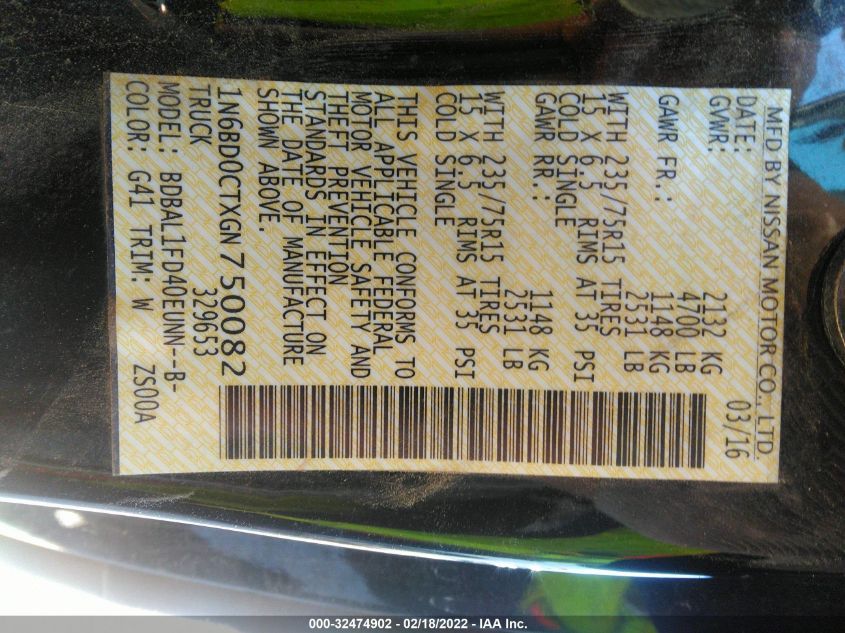 MFD BY NISSAN MOTOR CO., LTD.
DATE: 03/16
GVWR: 2132 KG
4700 LB
GAWR FR.: 1148 KG
2531 LB
WITH 235/75R15 TIRES
15 X 6.5 RIMS AT 35 PSI
COLD SINGLE
GAWR RR.: 1148 KG
2531 LB
WITH 235/75R15 TIRES
15 X 6.5 RIMS AT 35 PSI
COLD SINGLE
THIS VEHICLE CONFORMS TO
ALL APPLICABLE FEDERAL
MOTOR VEHICLE SAFETY AND
THEFT PREVENTION
STANDARDS IN EFFECT ON
THE DATE OF MANUFACTURE
SHOWN ABOVE.
1N6BD0CTXGN750082
TRUCK 329653
MODEL: BDBAL1FD40EUNN--B-
COLOR: G41 TRIM: W ZS00A
000-32474902 - 02/18/2022 - IAA Inc.